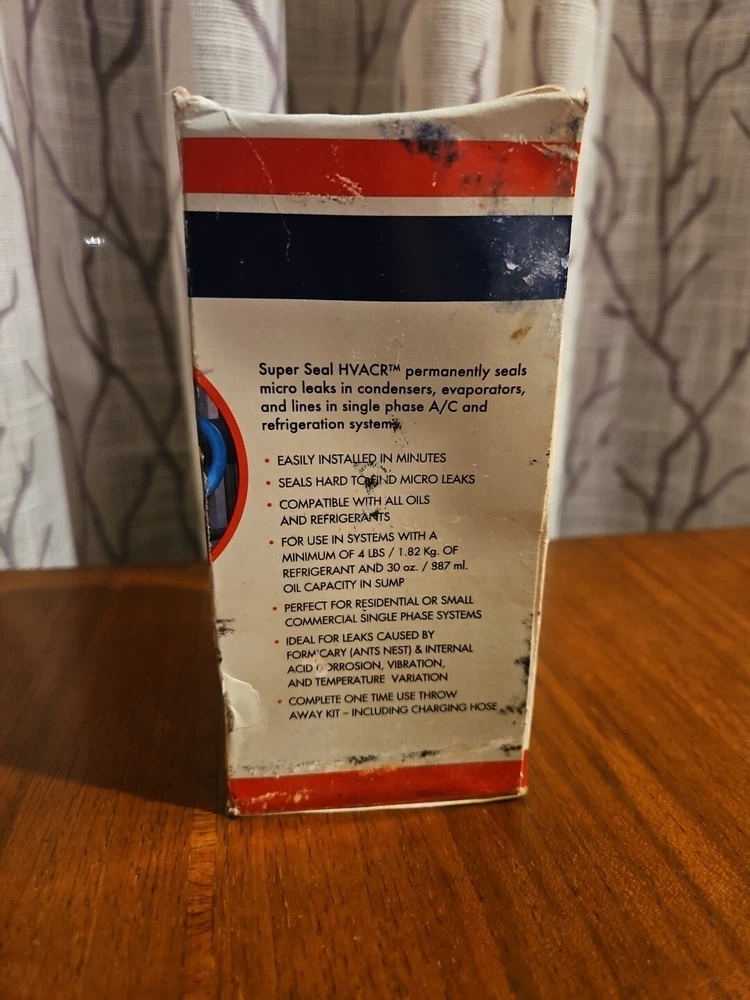 Super Seal HVACR™ permanently seals
micro leaks in condensers, evaporators,
and lines in single phase A/C and
refrigeration systems.
• EASILY INSTALLED IN MINUTES
• SEALS HARD TO FIND MICRO LEAKS
• COMPATIBLE WITH ALL OILS
AND REFRIGERANTS
• FOR USE IN SYSTEMS WITH A
MINIMUM OF 4 LBS / 1.82 Kg. OF
REFRIGERANT AND 30 oz. / 887 ml.
OIL CAPACITY IN SUMP
• PERFECT FOR RESIDENTIAL OR SMALL
COMMERCIAL SINGLE PHASE SYSTEMS
• IDEAL FOR LEAKS CAUSED BY
FORMICARY (ANTS NEST) & INTERNAL
ACID CORROSION, VIBRATION,
AND TEMPERATURE VARIATION
• COMPLETE ONE TIME USE THROW
AWAY KIT – INCLUDING CHARGING HOSE